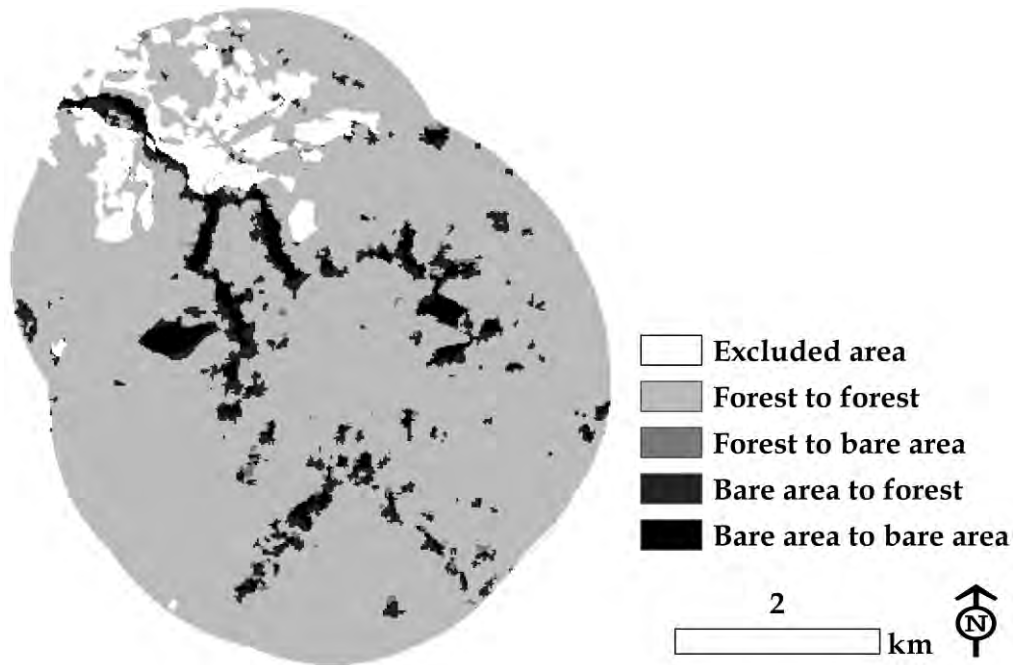 Excluded area
Forest to forest
Forest to bare area
Bare area to forest
Bare area to bare area
2
km
N